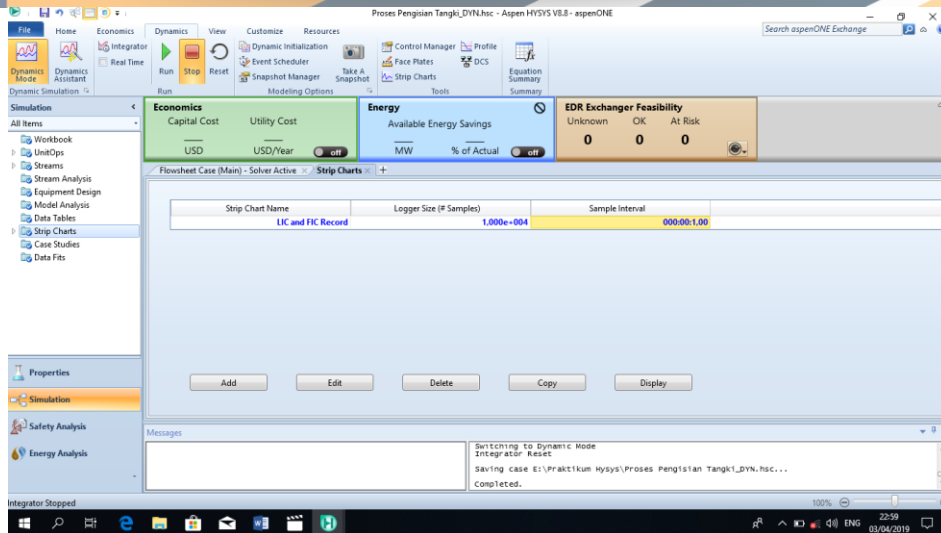 Proses Pengisian Tangki_DYN.hsc - Aspen HYSYS V8.8 - aspenONE
File Home Economics Dynamics View Customize Resources
Search aspenONE Exchange
Dynamics Mode
Dynamics Assistant
Integrator
Real Time
Dynamic Simulation
Run Stop Reset
Run
Dynamic Initialization
Event Scheduler
Snapshot Manager
Take A Snapshot
Modeling Options
Control Manager
Profile
Face Plates
DCS
Strip Charts
Tools
Equation Summary
Summary
Simulation
All Items
Workbook
UnitOps
Streams
Stream Analysis
Equipment Design
Model Analysis
Data Tables
Strip Charts
Case Studies
Data Fits
Properties
Simulation
Safety Analysis
Energy Analysis
Economics
Capital Cost Utility Cost
USD USD/Year off
Energy
Available Energy Savings
MW % of Actual off
EDR Exchanger Feasibility
Unknown OK At Risk
0 0 0
Flowsheet Case (Main) - Solver Active Strip Charts +
Strip Chart Name Logger Size (# Samples) Sample Interval
LIC and FIC Record 1,000e+004 000:00:1,00
Add Edit Delete Copy Display
Messages
Switching to Dynamic Mode
Integrator Reset
Saving case E:\Praktikum Hysys\Proses Pengisian Tangki_DYN.hsc...
Completed.
Integrator Stopped
100%
ENG
22:59
03/04/2019